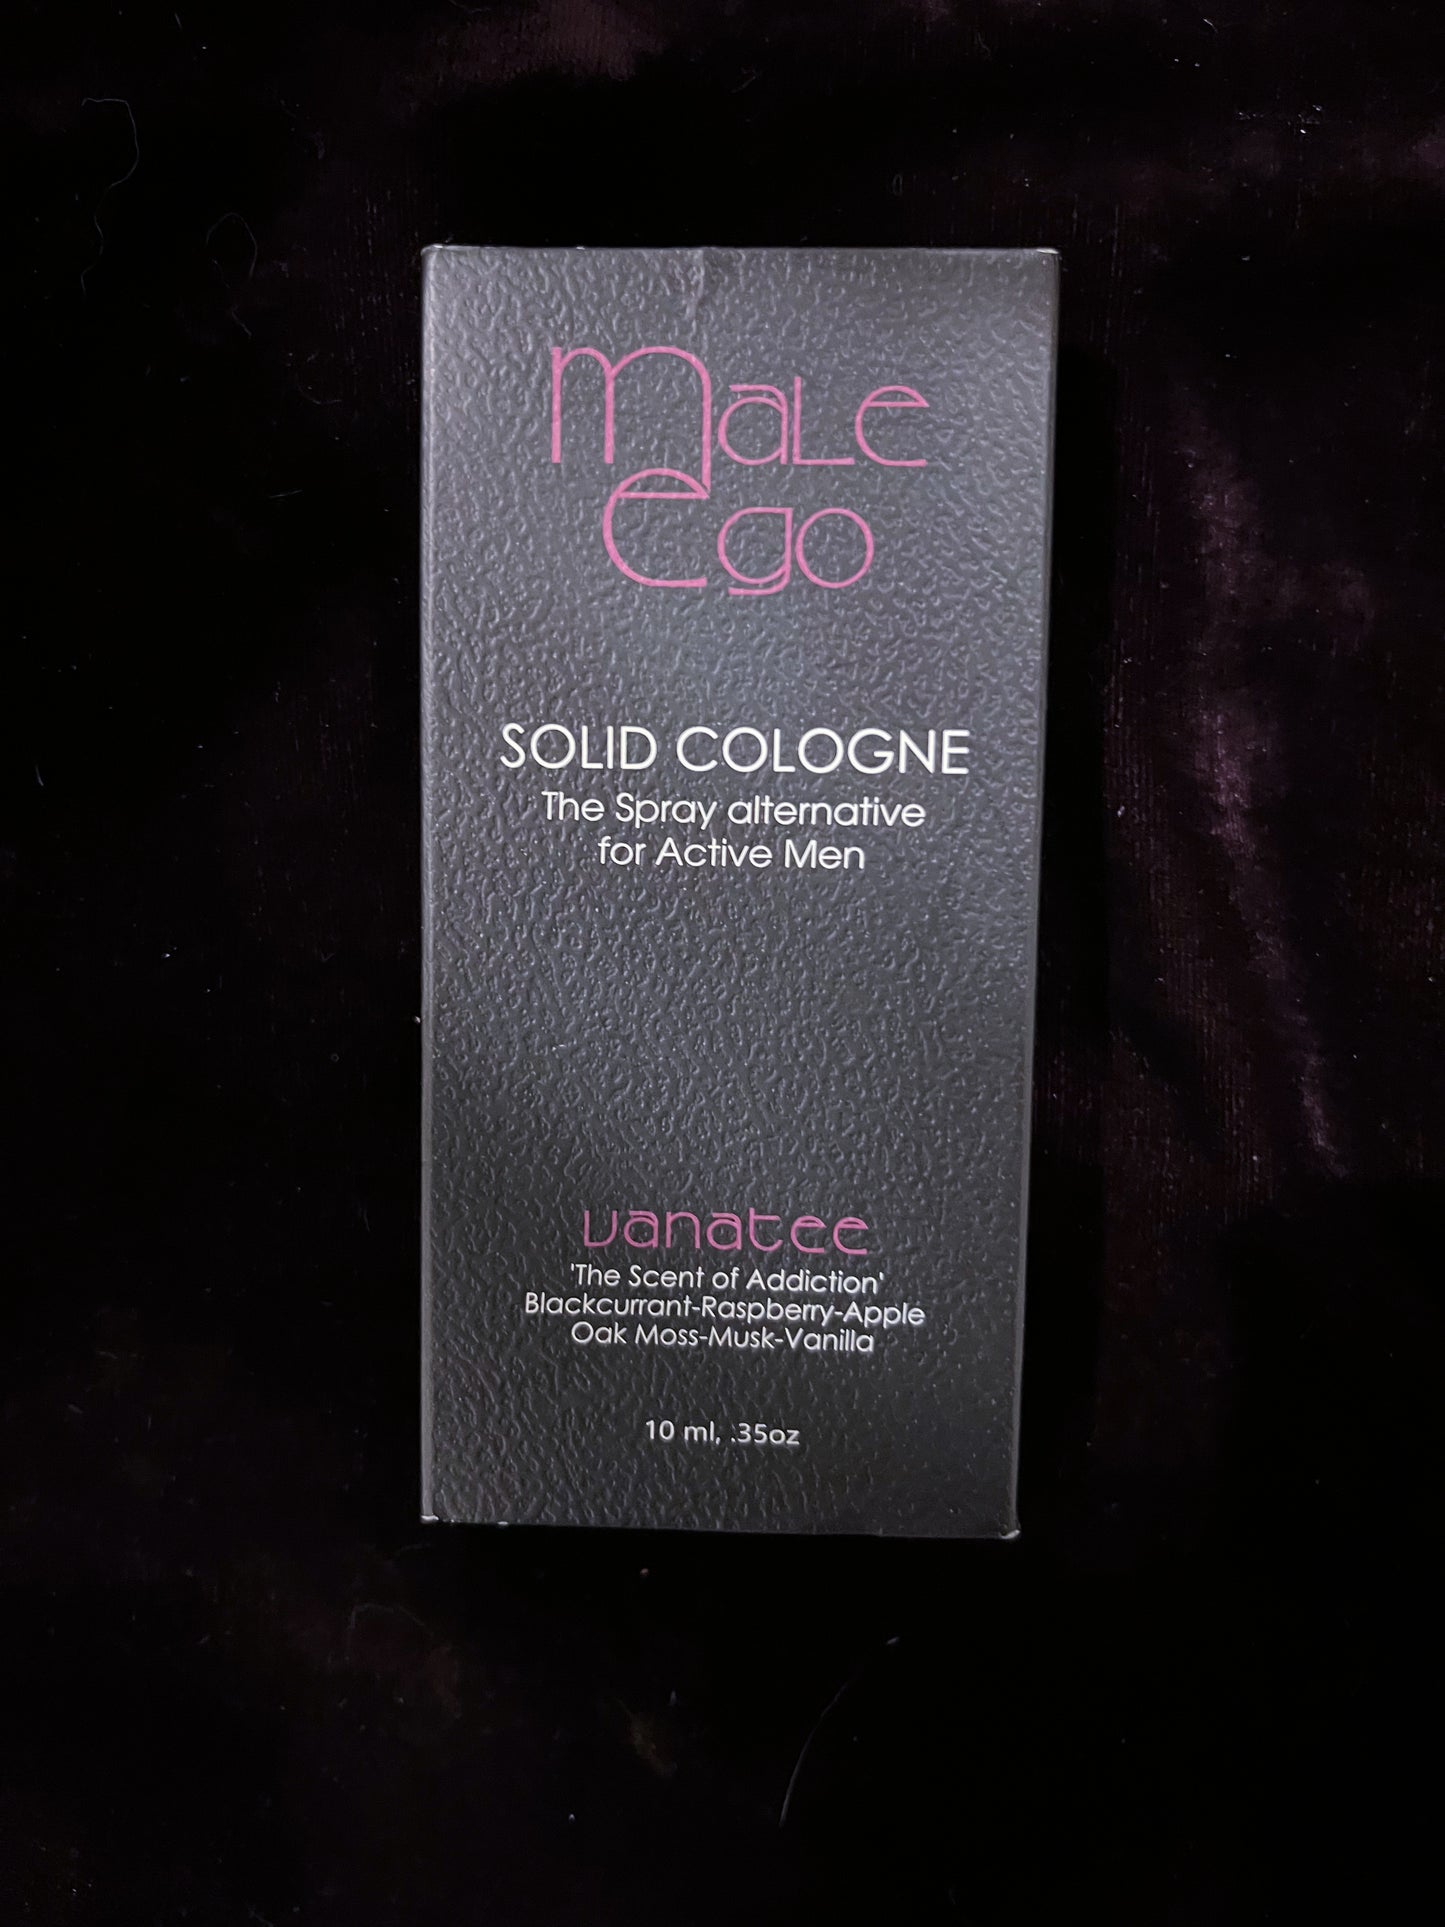 Male
Ego
SOLID COLOGNE
The Spray alternative
for Active Men
vanatee
'The Scent of Addiction'
Blackcurrant-Raspberry-Apple
Oak Moss-Musk-Vanilla
10 ml, .35oz